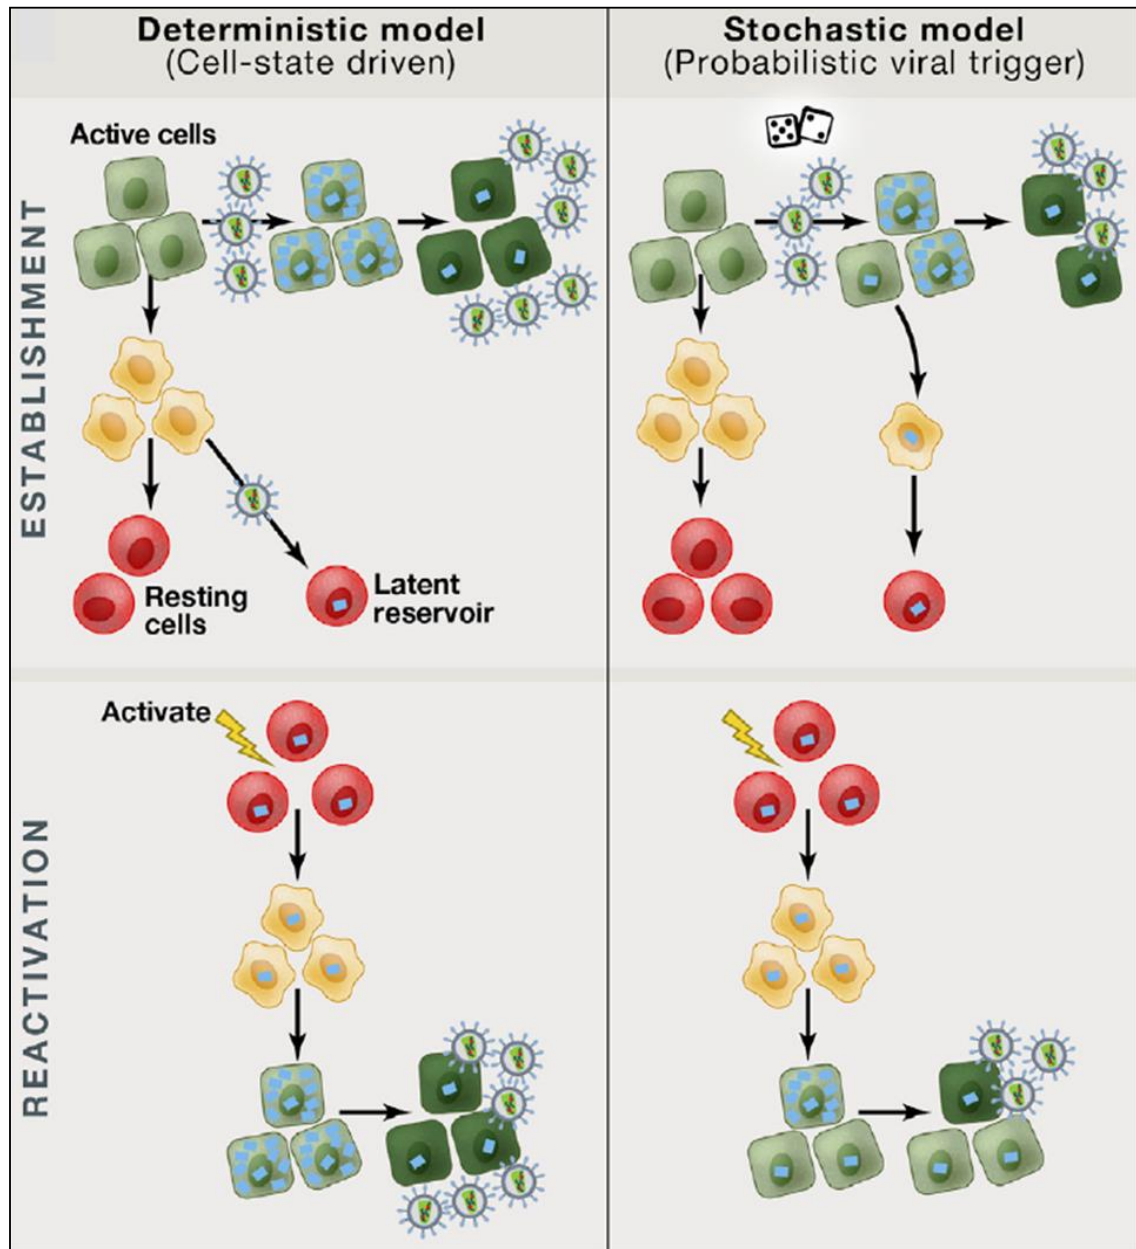 Deterministic model
(Cell-state driven)
Stochastic model
(Probabilistic viral trigger)
ESTABLISHMENT
Active cells
Resting
cells
Latent
reservoir
REACTIVATION
Activate